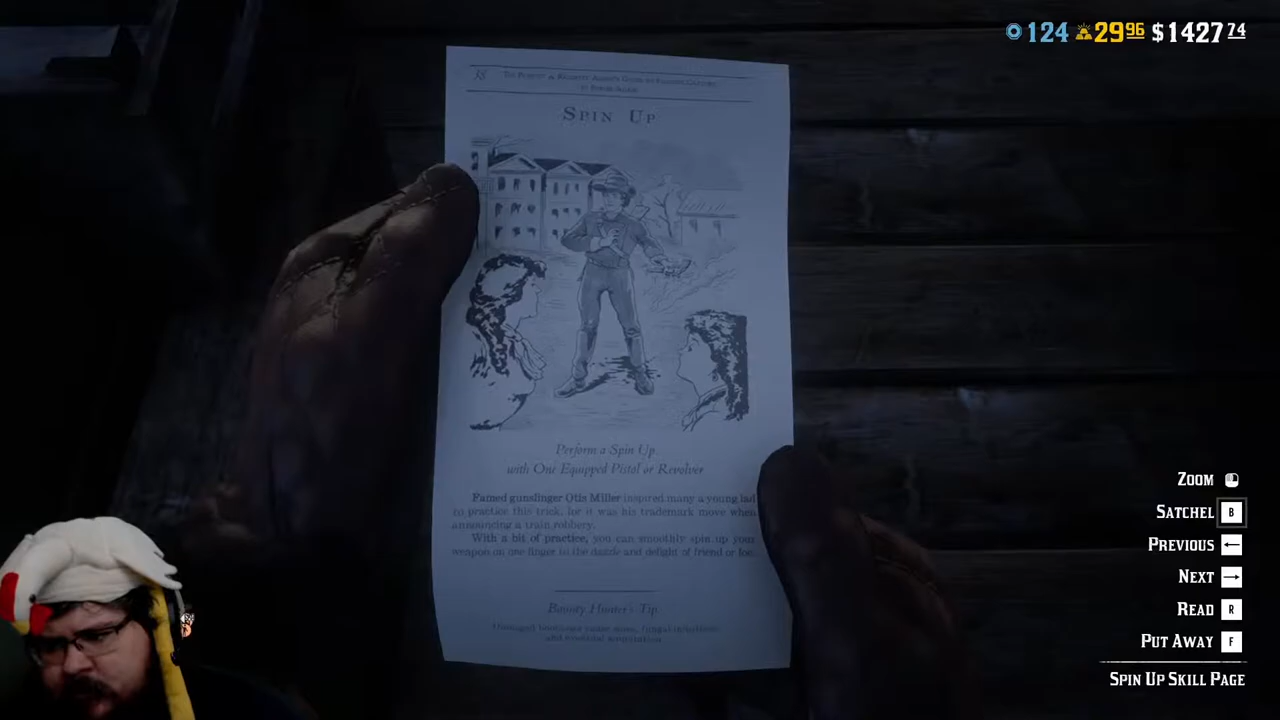 124 29 96 $1427 74
Spin Up
Perform a Spin Up
with One Equipped Pistol or Revolver
Famed gunslinger Otis Miller inspired many a young lad
to practice this trick, for it was his trademark move when
announcing a train robbery.
With a bit of practice, you can smoothly spin up your
weapon on one finger to the dazzle and delight of friend or foe.
Bounty Hunter's Tip
Zoom
Satchel B
Previous ←
Next →
Read R
Put Away F
Spin Up Skill Page